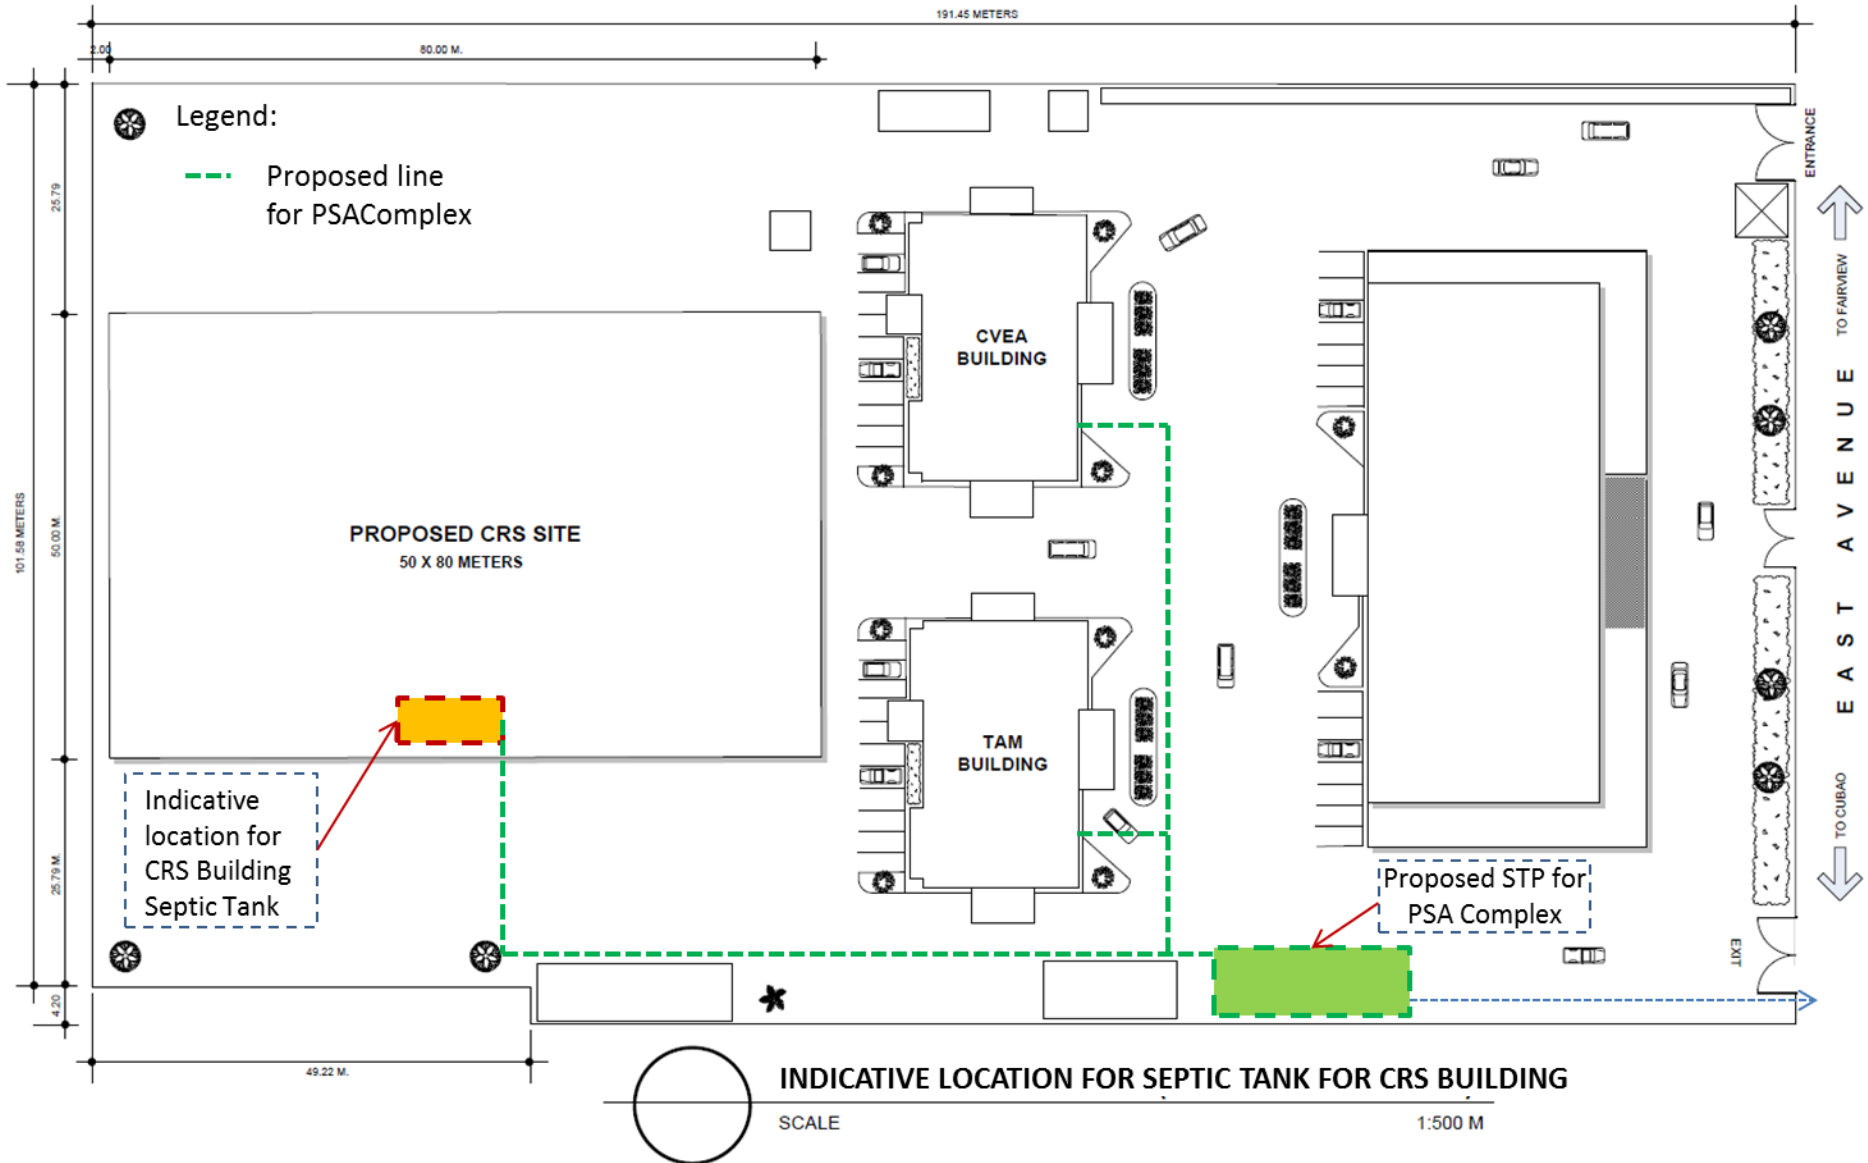 191.45 METERS
2.00
80.00 M.
Legend:
Proposed line
for PSAComplex
ENTRANCE
25.79
TO FAIRVIEW
CVEA
BUILDING
EAST AVENUE
101.58 METERS
50.00 M.
PROPOSED CRS SITE
50 X 80 METERS
TAM
BUILDING
Indicative
location for
CRS Building
Septic Tank
TO CUBAO
25.79 M.
Proposed STP for
PSA Complex
EXIT
4.20
49.22 M.
INDICATIVE LOCATION FOR SEPTIC TANK FOR CRS BUILDING
SCALE
1:500 M